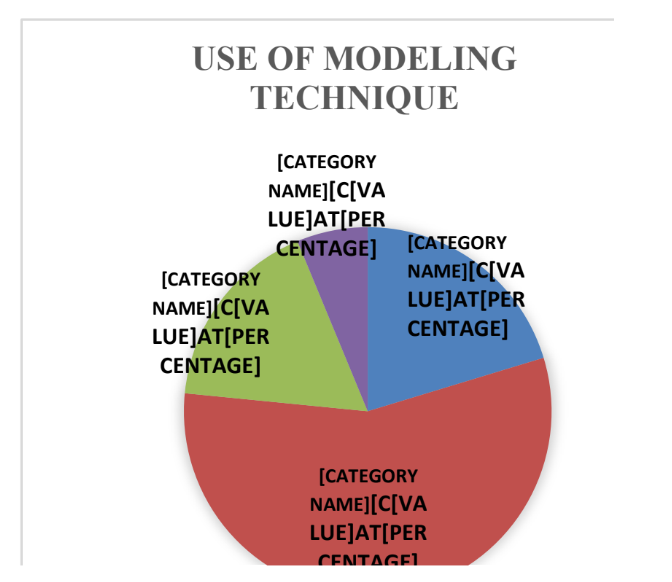 USE OF MODELING
TECHNIQUE
[CATEGORY
NAME][C[VA
LUE]AT[PER
CENTAGE]
[CATEGORY
NAME][C[VA
LUE]AT[PER
CENTAGE]
[CATEGORY
NAME][C[VA
LUE]AT[PER
CENTAGE]
[CATEGORY
NAME][C[VA
LUE]AT[PER
CENTAGE]